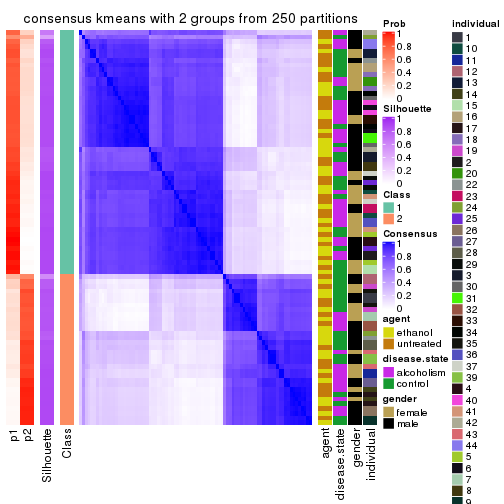 consensus kmeans with 2 groups from 250 partitions
p1
p2
Silhouette
Class
agent
disease.state
gender
individual
Prob
1
0.8
0.6
0.4
0.2
0
Silhouette
1
0.8
0.6
0.4
0.2
0
Class
1
2
Consensus
1
0.8
0.6
0.4
0.2
0
agent
ethanol
untreated
disease.state
alcoholism
control
gender
female
male
individual
1
10
11
12
13
14
15
16
17
18
19
2
20
22
23
24
25
26
27
28
29
3
30
31
32
33
34
35
36
37
39
4
40
41
42
43
44
5
6
7
8
9